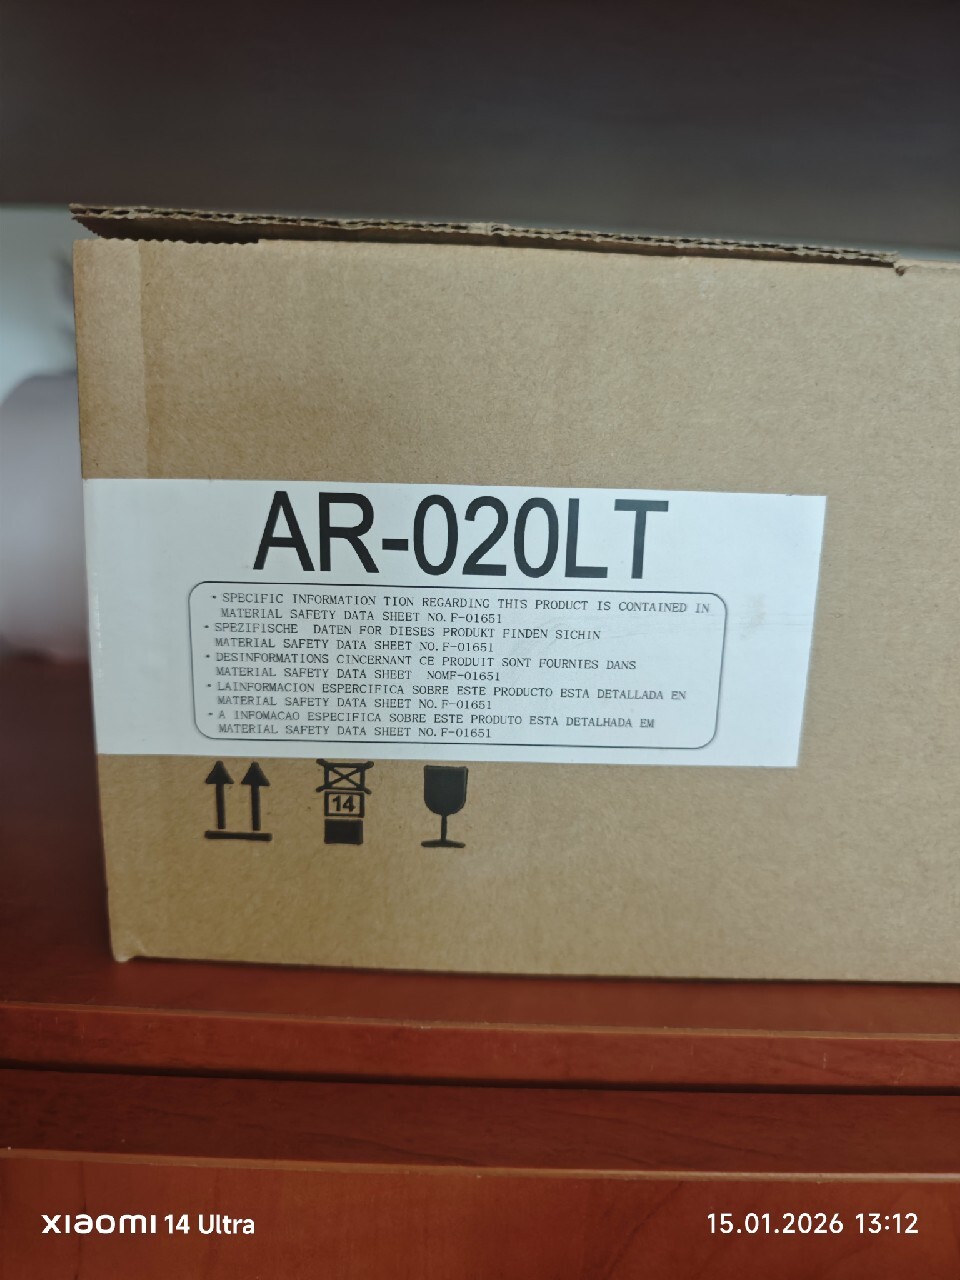 AR-020LT
• SPECIFIC INFORMATION TION REGARDING THIS PRODUCT IS CONTAINED IN
MATERIAL SAFETY DATA SHEET NO.F-01651
• SPEZIFISCHE DATEN FOR DIESES PRODUKT FINDEN SICHIN
MATERIAL SAFETY DATA SHEET NO.F-01651
• DESINFORMATIONS CINCERNANT CE PRODUIT SONT FOURNIES DANS
MATERIAL SAFETY DATA SHEET NOMF-01651
• LAINFORMACION ESPERCIFICA SOBRE ESTE PRODUCTO ESTA DETALLADA EN
MATERIAL SAFETY DATA SHEET NO.F-01651
• A INFOMACAO ESPECIFICA SOBRE ESTE PRODUTO ESTA DETALHADA EM
MATERIAL SAFETY DATA SHEET NO.F-01651
14
xiaomi 14 Ultra
15.01.2026 13:12